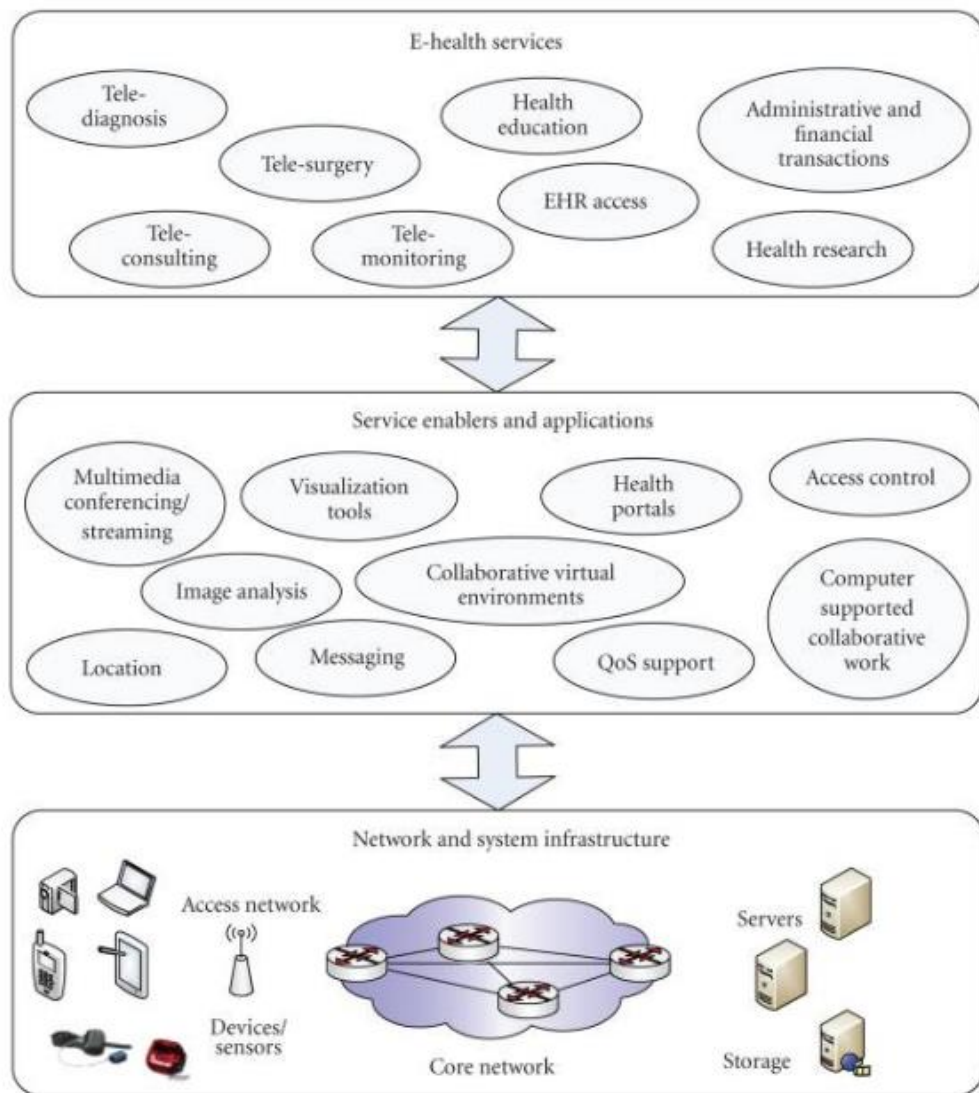 E-health services
Tele-
diagnosis
Health
education
Administrative and
financial
transactions
Tele-surgery
EHR access
Tele-
consulting
Tele-
monitoring
Health research
Service enablers and applications
Multimedia
conferencing/
streaming
Visualization
tools
Health
portals
Access control
Image analysis
Collaborative virtual
environments
Computer
supported
collaborative
work
Location
Messaging
QoS support
Network and system infrastructure
Access network
Servers
Devices/
sensors
Core network
Storage